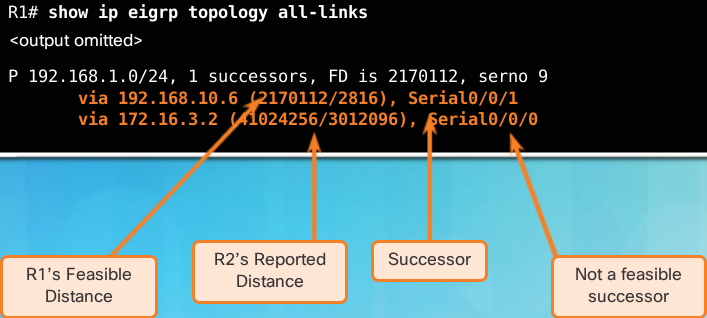 R1# show ip eigrp topology all-links
<output omitted>
P 192.168.1.0/24, 1 successors, FD is 2170112, serno 9
via 192.168.10.6 (2170112/2816), Serial0/0/1
via 172.16.3.2 (41024256/3012096), Serial0/0/0
R1's Feasible
Distance
R2's Reported
Distance
Successor
Not a feasible
successor